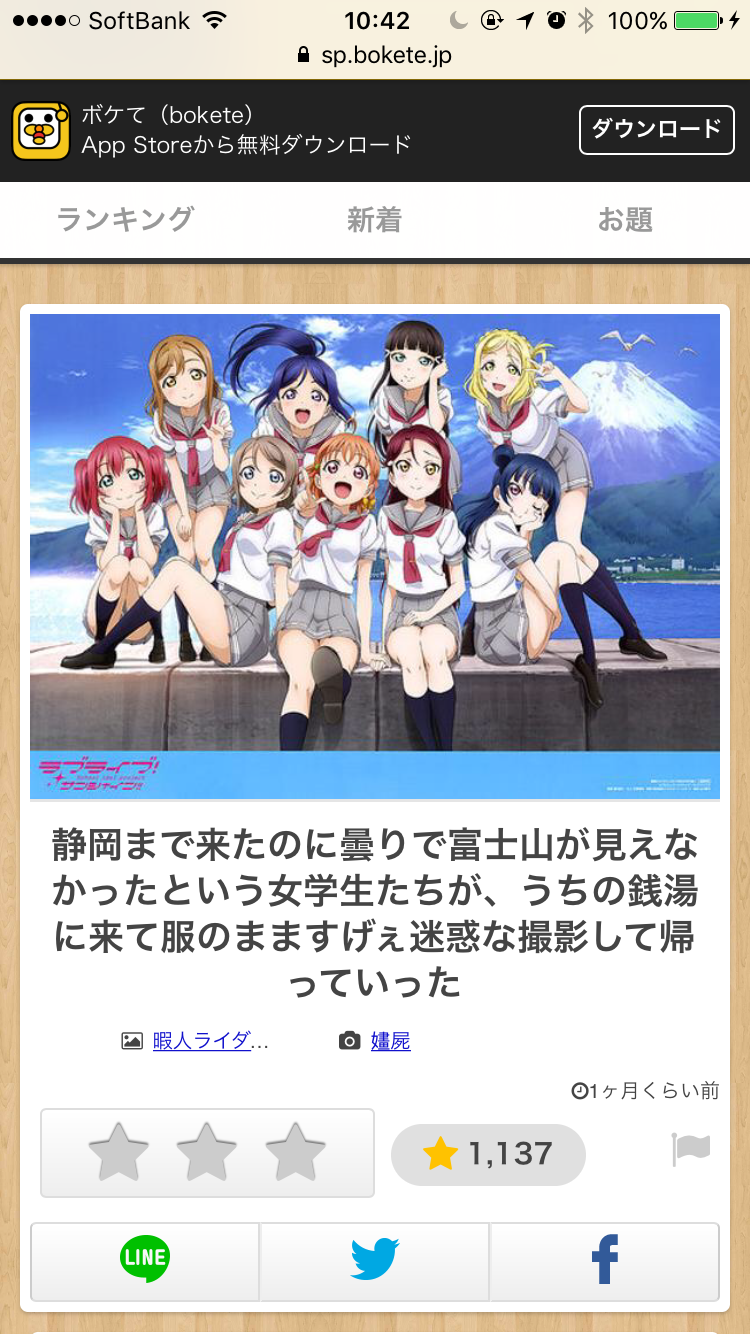 SoftBank 10:42 100%
sp.bokete.jp
ボケて（bokete）
App Storeから無料ダウンロード
ダウンロード
ランキング 新着 お題
ラブライブ!
School idol project
サンシャイン!!
静岡まで来たのに曇りで富士山が見えな
かったという女学生たちが、うちの銭湯
に来て服のまますげぇ迷惑な撮影して帰
っていった
暇人ライダ... 嬗屍
1ヶ月くらい前
1,137
LINE